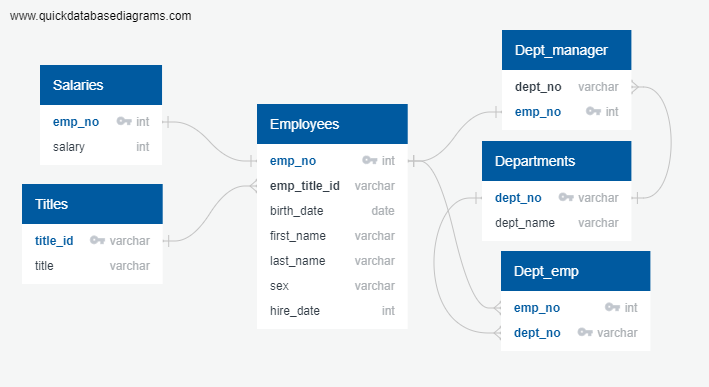 www.quickdatabasediagrams.com
Salaries
emp_no int
salary int
Titles
title_id varchar
title varchar
Employees
emp_no int
emp_title_id varchar
birth_date date
first_name varchar
last_name varchar
sex varchar
hire_date int
Dept_manager
dept_no varchar
emp_no int
Departments
dept_no varchar
dept_name varchar
Dept_emp
emp_no int
dept_no varchar